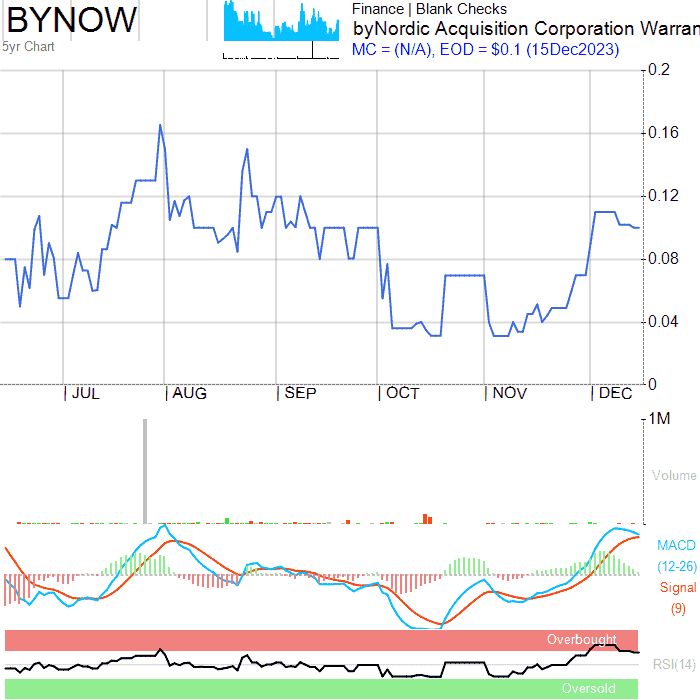 BYNOW
5yr Chart
Finance | Blank Checks
byNordic Acquisition Corporation Warran
MC = (N/A), EOD = $0.1 (15Dec2023)
0.2
0.16
0.12
0.08
0.04
0
JUL AUG SEP OCT NOV DEC
1M
Volume
MACD
(12-26)
Signal
(9)
Overbought
RSI(14)
Oversold